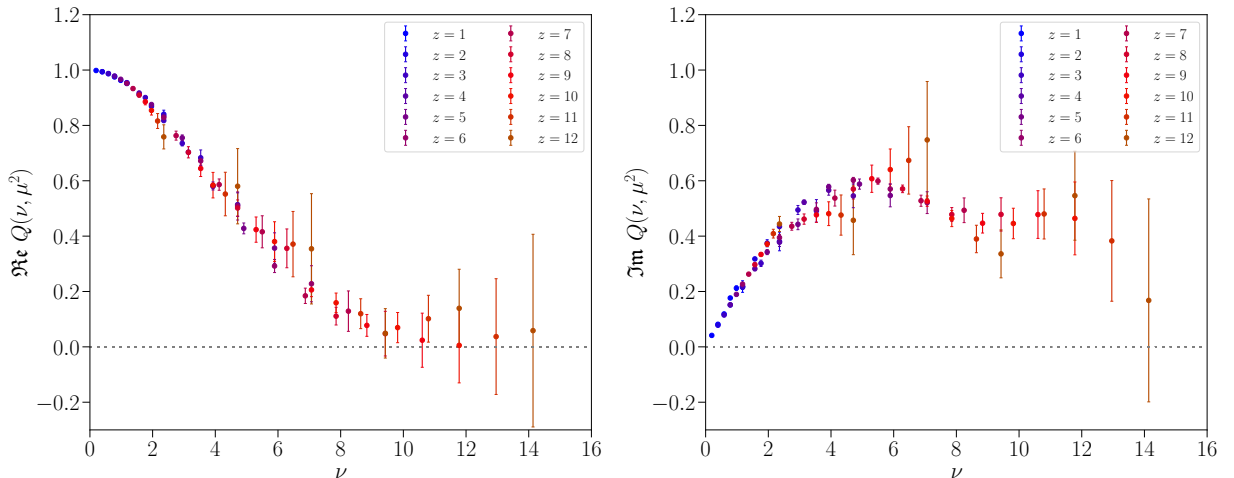 1.2
1.0
0.8
0.6
0.4
0.2
0.0
−0.2
ℜ𝔢 Q(ν, μ²)
0 2 4 6 8 10 12 14 16
ν
z = 1
z = 2
z = 3
z = 4
z = 5
z = 6
z = 7
z = 8
z = 9
z = 10
z = 11
z = 12
1.2
1.0
0.8
0.6
0.4
0.2
0.0
−0.2
ℑ𝔪 Q(ν, μ²)
0 2 4 6 8 10 12 14 16
ν
z = 1
z = 2
z = 3
z = 4
z = 5
z = 6
z = 7
z = 8
z = 9
z = 10
z = 11
z = 12